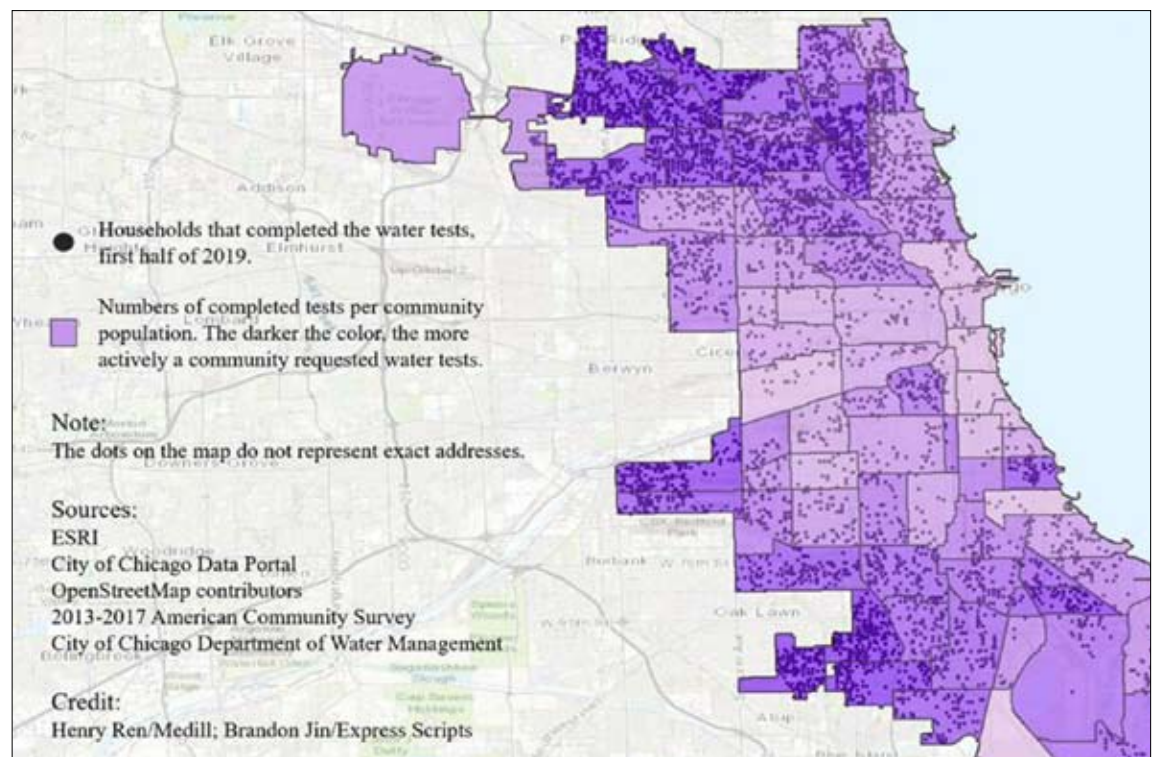 Preserve
Elk Grove
Village
Addison
Households that completed the water tests,
first half of 2019.
Elmhurst
Numbers of completed tests per community
population. The darker the color, the more
actively a community requested water tests.
Lombard
Berwyn
Note:
The dots on the map do not represent exact addresses.
Downers Grove
Sources:
ESRI
City of Chicago Data Portal
OpenStreetMap contributors
2013-2017 American Community Survey
City of Chicago Department of Water Management
Woodridge
Burbank
Oak Lawn
Bolingbrook
Credit:
Henry Ren/Medill; Brandon Jin/Express Scripts
Alsip